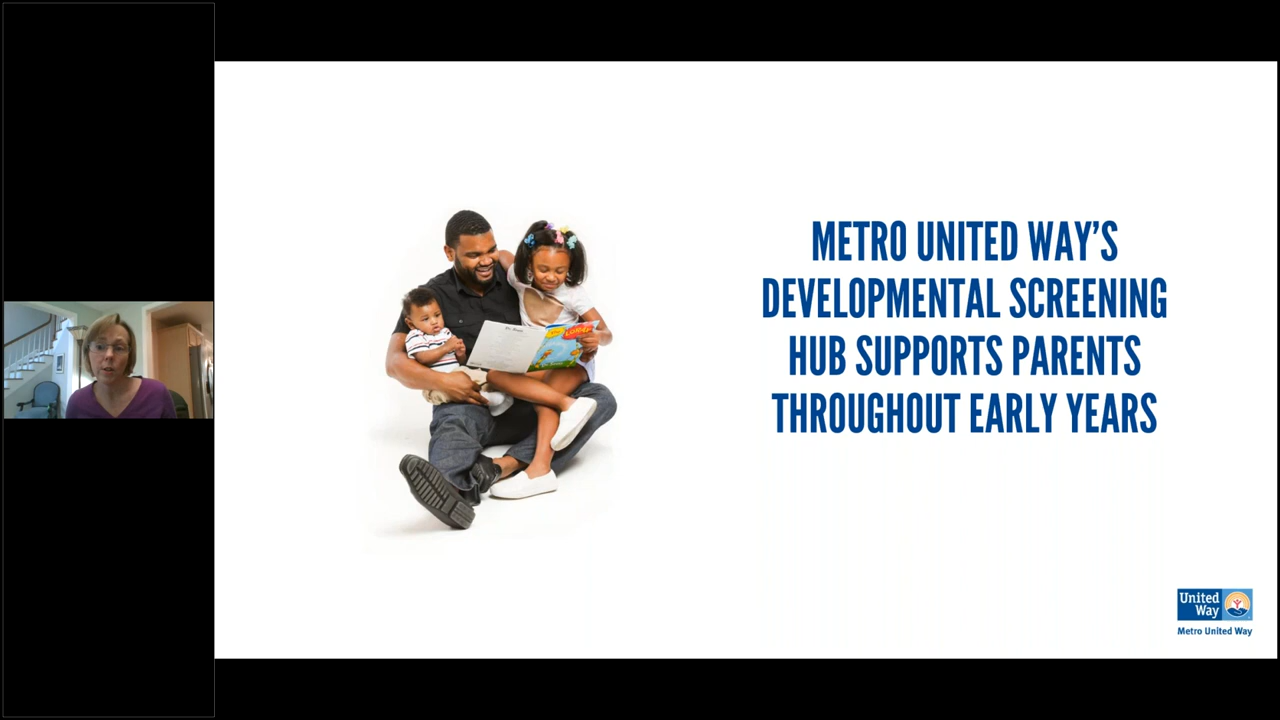 METRO UNITED WAY'S
DEVELOPMENTAL SCREENING
HUB SUPPORTS PARENTS
THROUGHOUT EARLY YEARS
United
Way
Metro United Way